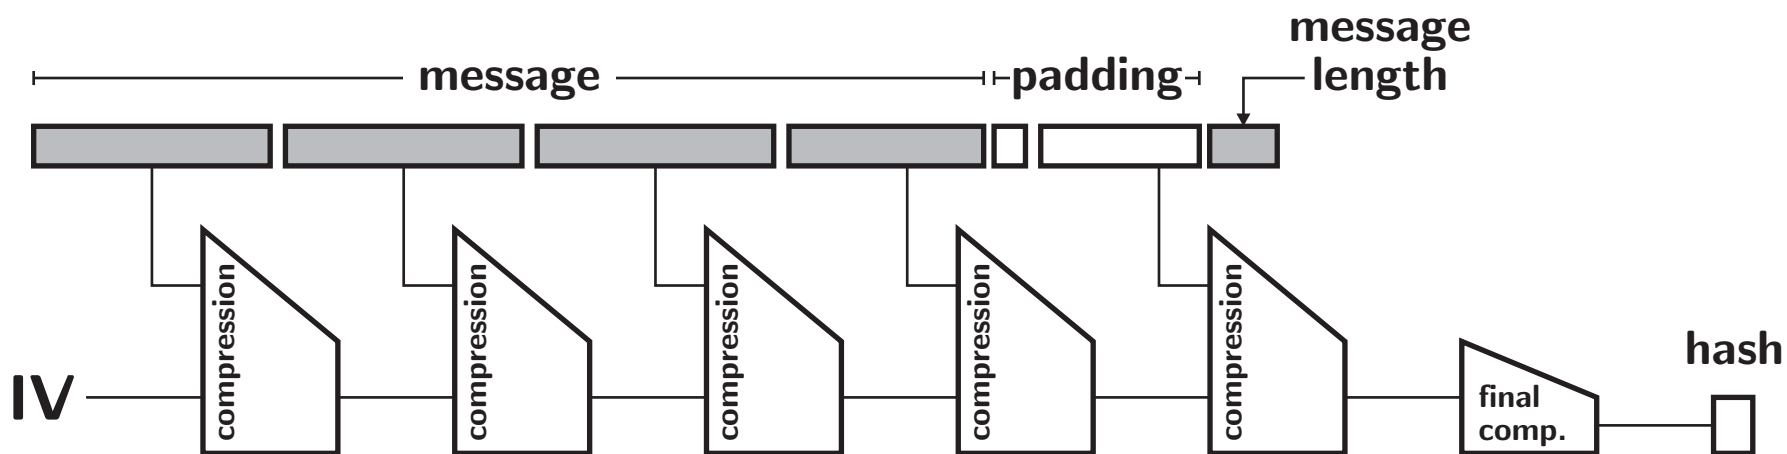 message
message padding length
compression
compression
compression
compression
compression
IV
final
comp.
hash